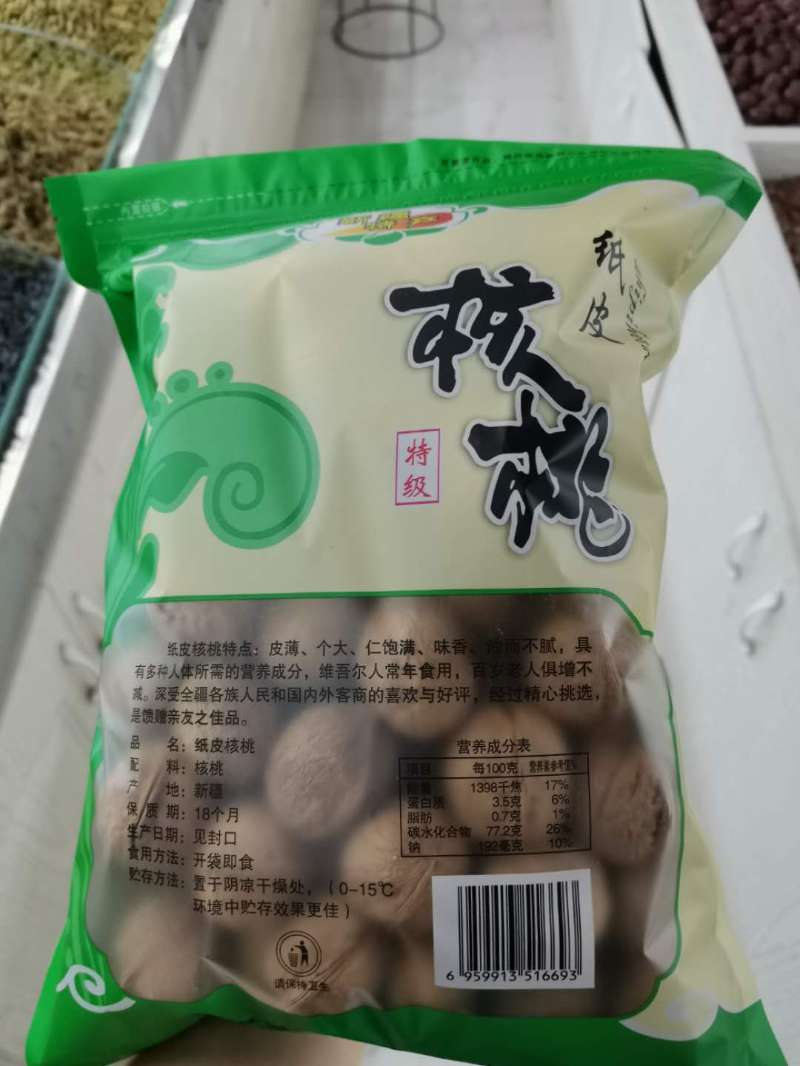 纸皮
核桃
特级
纸皮核桃特点：皮薄、个大、仁饱满、味香、油而不腻，具
有多种人体所需的营养成分，维吾尔人常年食用，百岁老人俱增不
减。深受全疆各族人民和国内外客商的喜欢与好评，经过精心挑选，
是馈赠亲友之佳品。
品 名：纸皮核桃
配 料：核桃
产 地：新疆
保 质 期：18个月
生产日期：见封口
食用方法：开袋即食
贮存方法：置于阴凉干燥处，（0-15℃
环境中贮存效果更佳）
营养成分表
项目 每100克 营养素参考值%
能量 1398千焦 17%
蛋白质 3.5克 6%
脂肪 0.7克 1%
碳水化合物 77.2克 26%
钠 192毫克 10%
请保持卫生
6 959913 516693